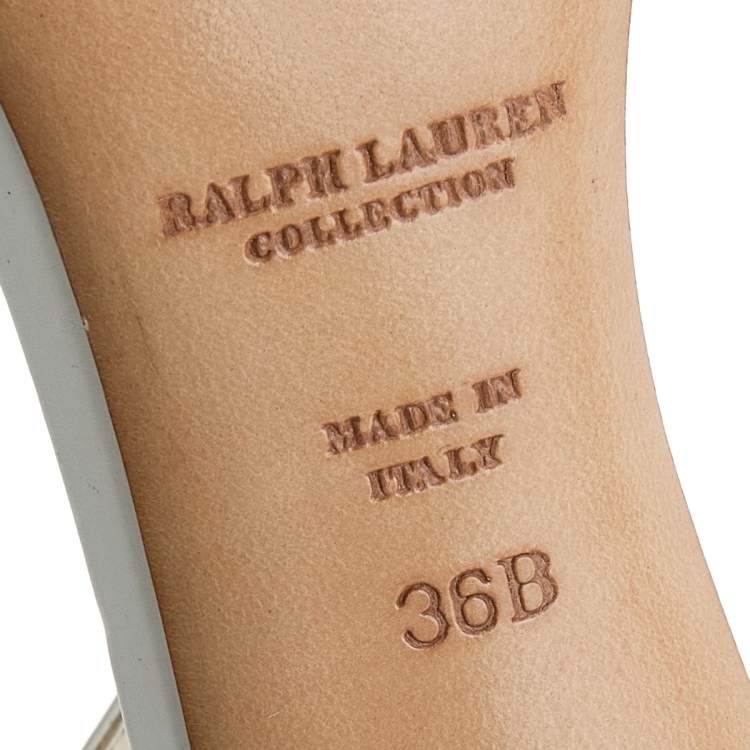 RALPH LAUREN
COLLECTION
MADE IN
ITALY
36B